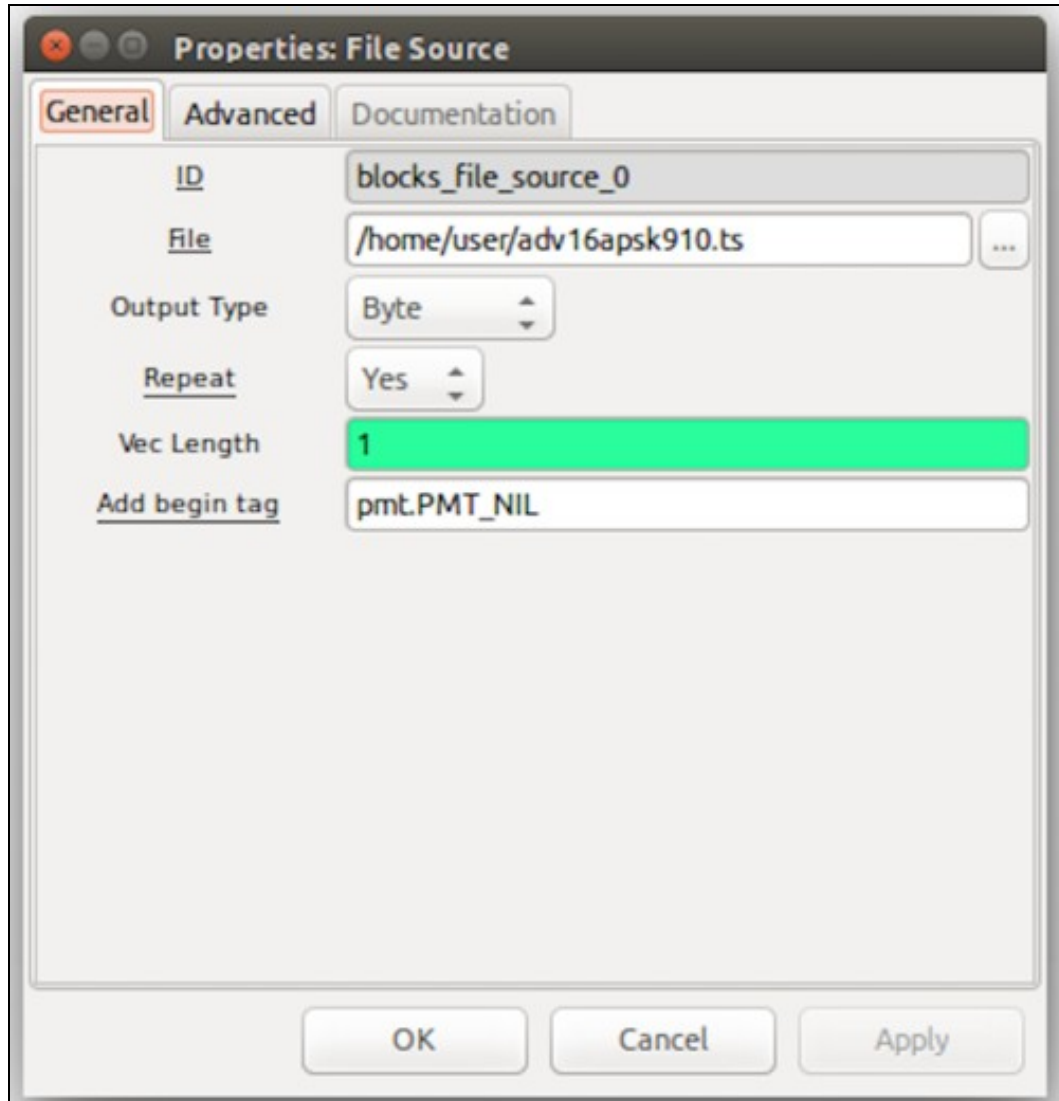 Properties: File Source
General Advanced Documentation
ID blocks_file_source_0
File /home/user/adv16apsk910.ts ...
Output Type Byte
Repeat Yes
Vec Length 1
Add begin tag pmt.PMT_NIL
OK Cancel Apply